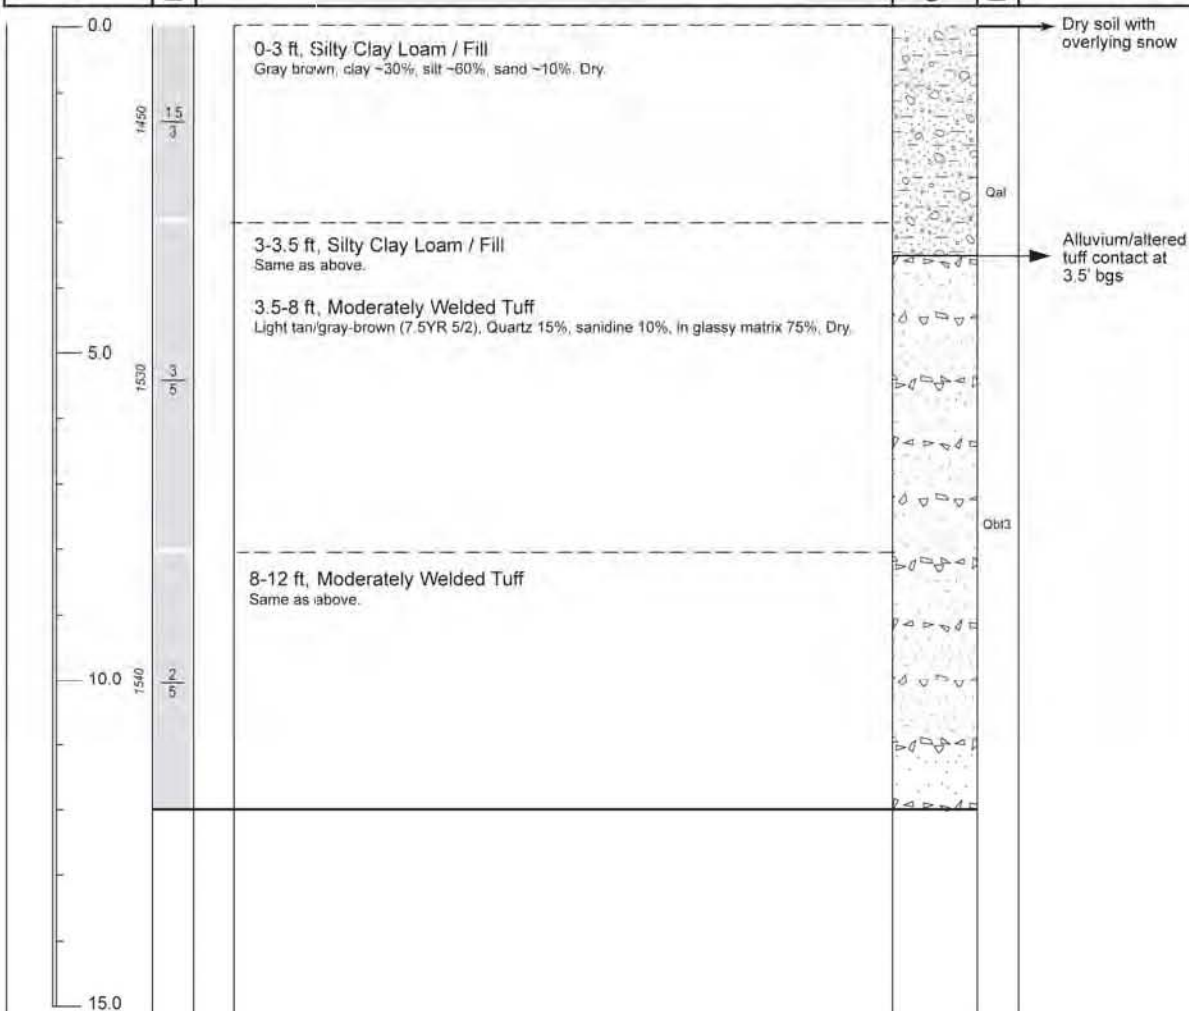 0.0
0-3 ft, Silty Clay Loam / Fill
Gray brown, clay ~30%, silt ~60%, sand ~10%. Dry.
Dry soil with
overlying snow
1450
1.5
3
Qal
3-3.5 ft, Silty Clay Loam / Fill
Same as above.
Alluvium/altered
tuff contact at
3.5' bgs
3.5-8 ft, Moderately Welded Tuff
Light tan/gray-brown (7.5YR 5/2), Quartz 15%, sanidine 10%, in glassy matrix 75%, Dry.
5.0
1530
3
5
Qbt3
8-12 ft, Moderately Welded Tuff
Same as above.
10.0
1540
2
5
15.0